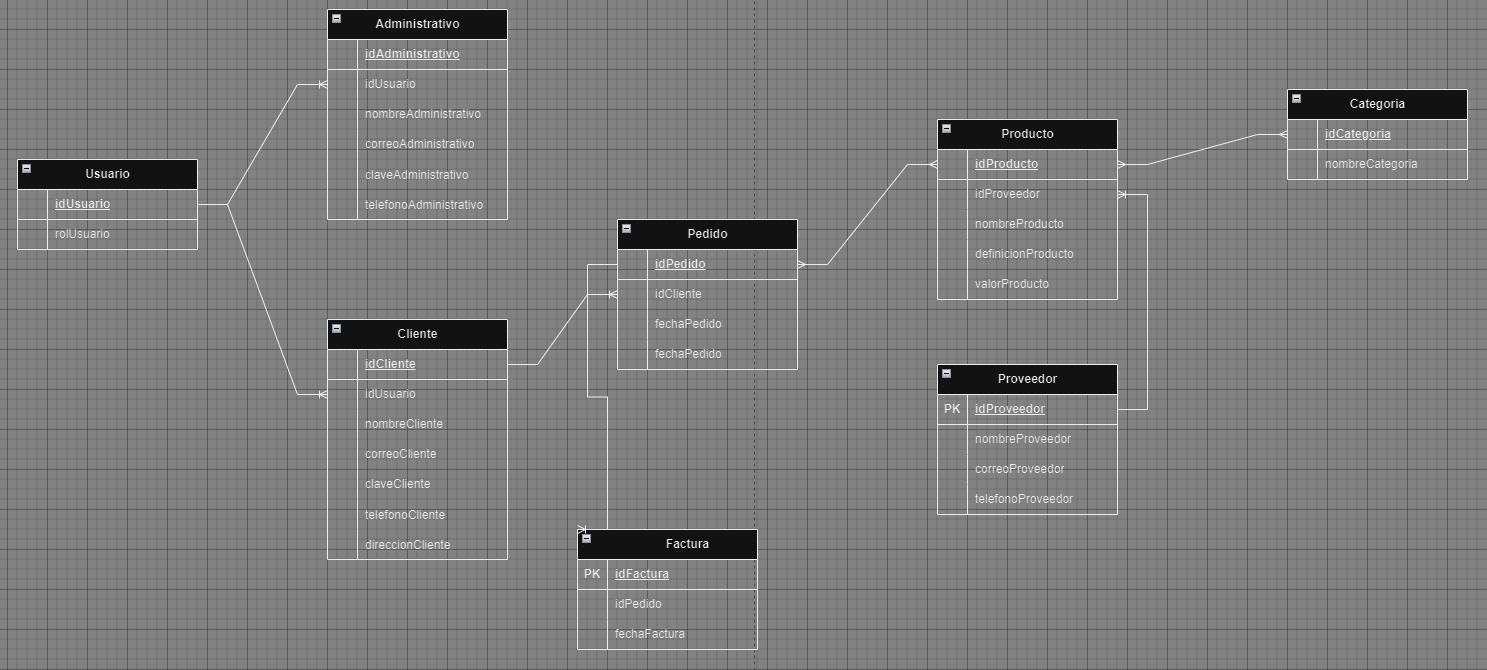 Administrativo
idAdministrativo
idUsuario
nombreAdministrativo
correoAdministrativo
claveAdministrativo
telefonoAdministrativo
Usuario
idUsuario
rolUsuario
Cliente
idCliente
idUsuario
nombreCliente
correoCliente
claveCliente
telefonoCliente
direccionCliente
Pedido
idPedido
idCliente
fechaPedido
fechaPedido
Factura
PK idFactura
idPedido
fechaFactura
Producto
idProducto
idProveedor
nombreProducto
definicionProducto
valorProducto
Proveedor
PK idProveedor
nombreProveedor
correoProveedor
telefonoProveedor
Categoria
idCategoria
nombreCategoria